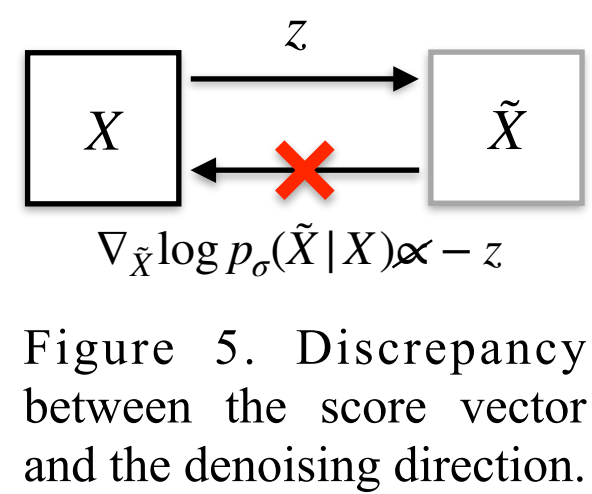 z
X
X̃
∇_X̃ log p_σ(X̃ | X) ∝̸ − z
Figure 5. Discrepancy
between the score vector
and the denoising direction.